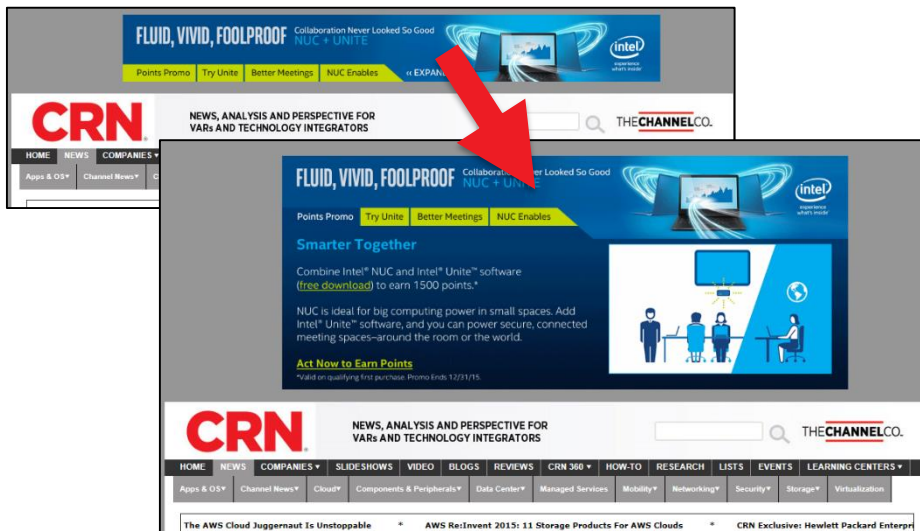 FLUID, VIVID, FOOLPROOF Collaboration Never Looked So Good
NUC + UNITE
intel
experience
what's inside
Points Promo Try Unite Better Meetings NUC Enables « EXPAN
CRN
NEWS, ANALYSIS AND PERSPECTIVE FOR
VARs AND TECHNOLOGY INTEGRATORS
THECHANNELCO.
HOME NEWS COMPANIES
Apps & OS Channel News C
FLUID, VIVID, FOOLPROOF Collaboration Never Looked So Good
NUC + UNITE
intel
experience
what's inside
Points Promo Try Unite Better Meetings NUC Enables
Smarter Together
Combine Intel® NUC and Intel® Unite™ software
(free download) to earn 1500 points.*
NUC is ideal for big computing power in small spaces. Add
Intel® Unite™ software, and you can power secure, connected
meeting spaces–around the room or the world.
Act Now to Earn Points
*Valid on qualifying first purchase. Promo Ends 12/31/15.
CRN
NEWS, ANALYSIS AND PERSPECTIVE FOR
VARs AND TECHNOLOGY INTEGRATORS
THECHANNELCO.
HOME NEWS COMPANIES SLIDESHOWS VIDEO BLOGS REVIEWS CRN 360 HOW-TO RESEARCH LISTS EVENTS LEARNING CENTERS
Apps & OS Channel News Cloud Components & Peripherals Data Center Managed Services Mobility Networking Security Storage Virtualization
The AWS Cloud Juggernaut Is Unstoppable * AWS Re:Invent 2015: 11 Storage Products For AWS Clouds * CRN Exclusive: Hewlett Packard Enterpri